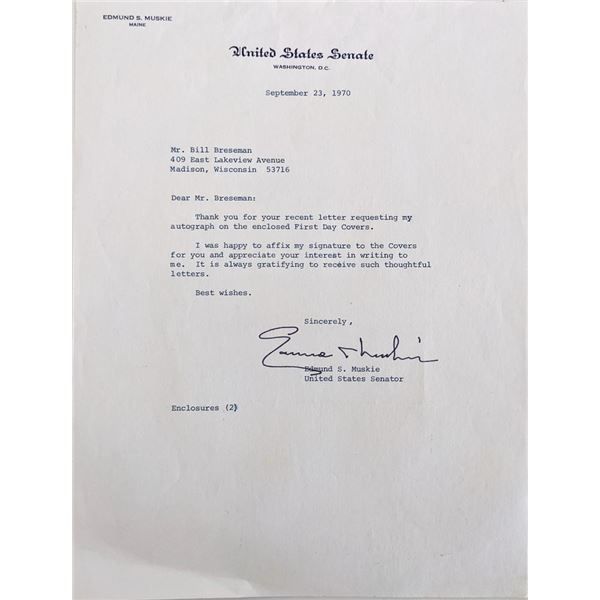 EDMUND S. MUSKIE
MAINE
United States Senate
WASHINGTON, D.C.
September 23, 1970
Mr. Bill Breseman
409 East Lakeview Avenue
Madison, Wisconsin 53716
Dear Mr. Breseman:
Thank you for your recent letter requesting my
autograph on the enclosed First Day Covers.
I was happy to affix my signature to the Covers
for you and appreciate your interest in writing to
me. It is always gratifying to receive such thoughtful
letters.
Best wishes.
Sincerely,
Edmund S. Muskie
Edmund S. Muskie
United States Senator
Enclosures (2)